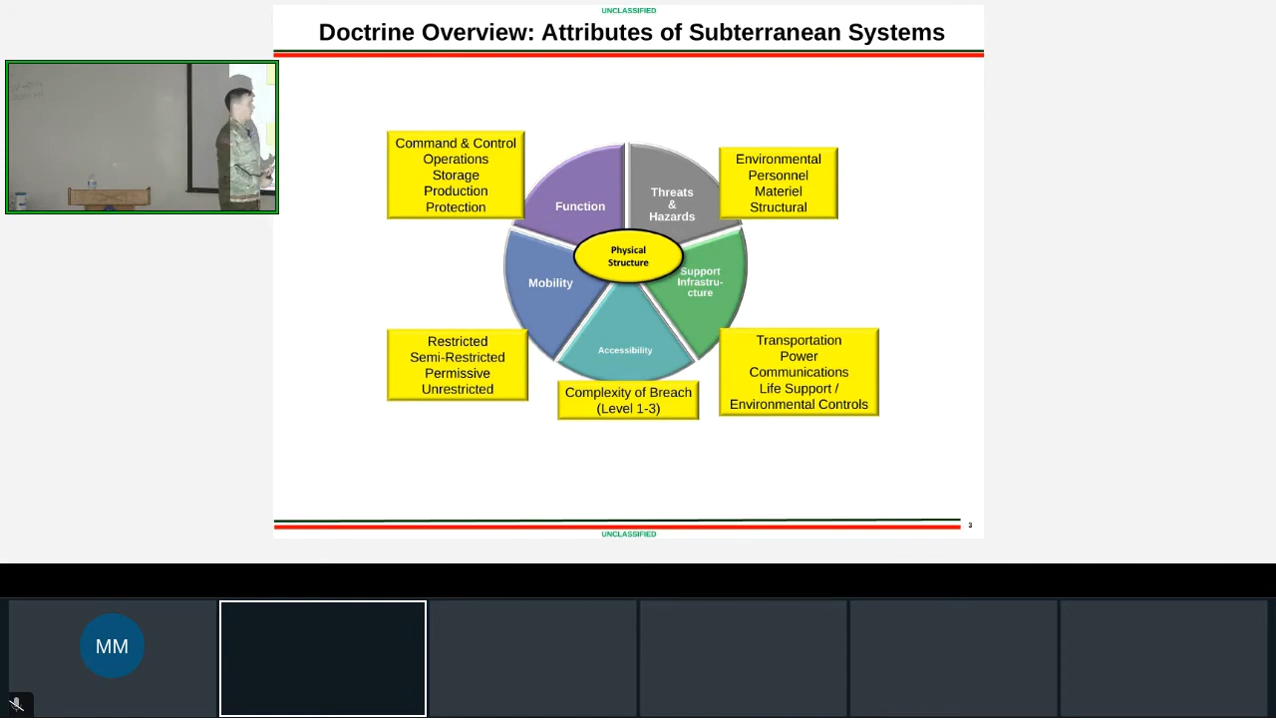 UNCLASSIFIED
Doctrine Overview: Attributes of Subterranean Systems
Command & Control
Operations
Storage
Production
Protection
Function
Threats
&
Hazards
Environmental
Personnel
Materiel
Structural
Physical
Structure
Mobility
Support
Infrastru-
cture
Accessibility
Restricted
Semi-Restricted
Permissive
Unrestricted
Complexity of Breach
(Level 1-3)
Transportation
Power
Communications
Life Support /
Environmental Controls
3
UNCLASSIFIED
MM